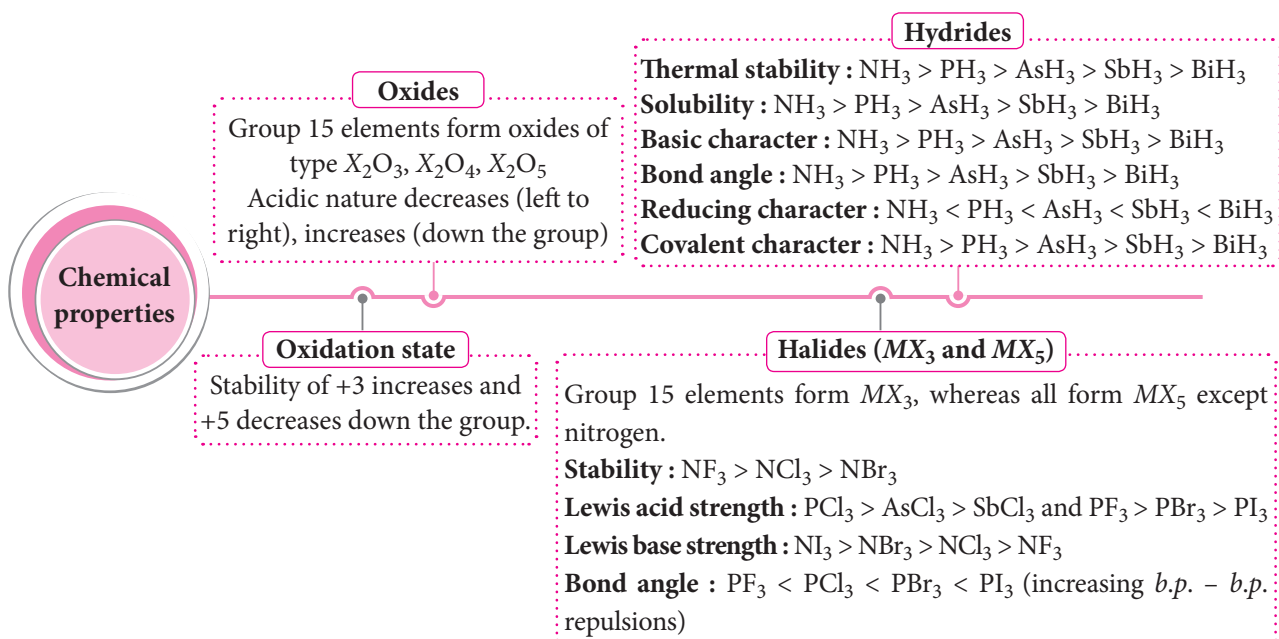 Chemical
properties
Oxides
Group 15 elements form oxides of
type X₂O₃, X₂O₄, X₂O₅
Acidic nature decreases (left to
right), increases (down the group)
Hydrides
Thermal stability : NH₃ > PH₃ > AsH₃ > SbH₃ > BiH₃
Solubility : NH₃ > PH₃ > AsH₃ > SbH₃ > BiH₃
Basic character : NH₃ > PH₃ > AsH₃ > SbH₃ > BiH₃
Bond angle : NH₃ > PH₃ > AsH₃ > SbH₃ > BiH₃
Reducing character : NH₃ < PH₃ < AsH₃ < SbH₃ < BiH₃
Covalent character : NH₃ > PH₃ > AsH₃ > SbH₃ > BiH₃
Oxidation state
Stability of +3 increases and
+5 decreases down the group.
Halides (MX₃ and MX₅)
Group 15 elements form MX₃, whereas all form MX₅ except
nitrogen.
Stability : NF₃ > NCl₃ > NBr₃
Lewis acid strength : PCl₃ > AsCl₃ > SbCl₃ and PF₃ > PBr₃ > PI₃
Lewis base strength : NI₃ > NBr₃ > NCl₃ > NF₃
Bond angle : PF₃ < PCl₃ < PBr₃ < PI₃ (increasing b.p. – b.p.
repulsions)